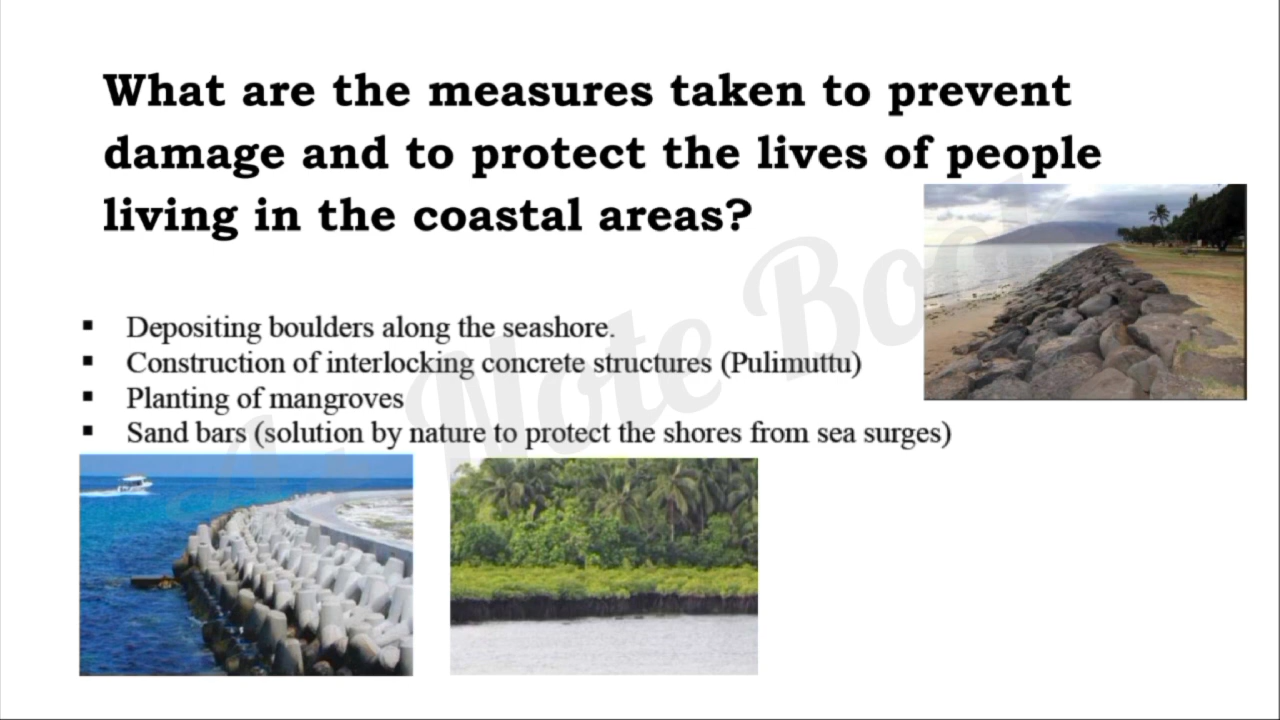 What are the measures taken to prevent
damage and to protect the lives of people
living in the coastal areas?
▪ Depositing boulders along the seashore.
▪ Construction of interlocking concrete structures (Pulimuttu)
▪ Planting of mangroves
▪ Sand bars (solution by nature to protect the shores from sea surges)
Note